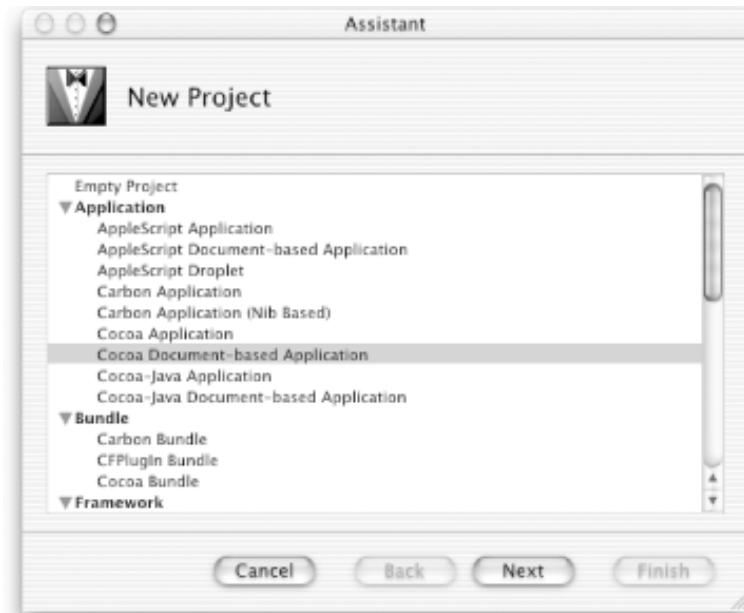 Assistant
New Project
Empty Project
Application
AppleScript Application
AppleScript Document-based Application
AppleScript Droplet
Carbon Application
Carbon Application (Nib Based)
Cocoa Application
Cocoa Document-based Application
Cocoa-Java Application
Cocoa-Java Document-based Application
Bundle
Carbon Bundle
CFPlugIn Bundle
Cocoa Bundle
Framework
Cancel Back Next Finish